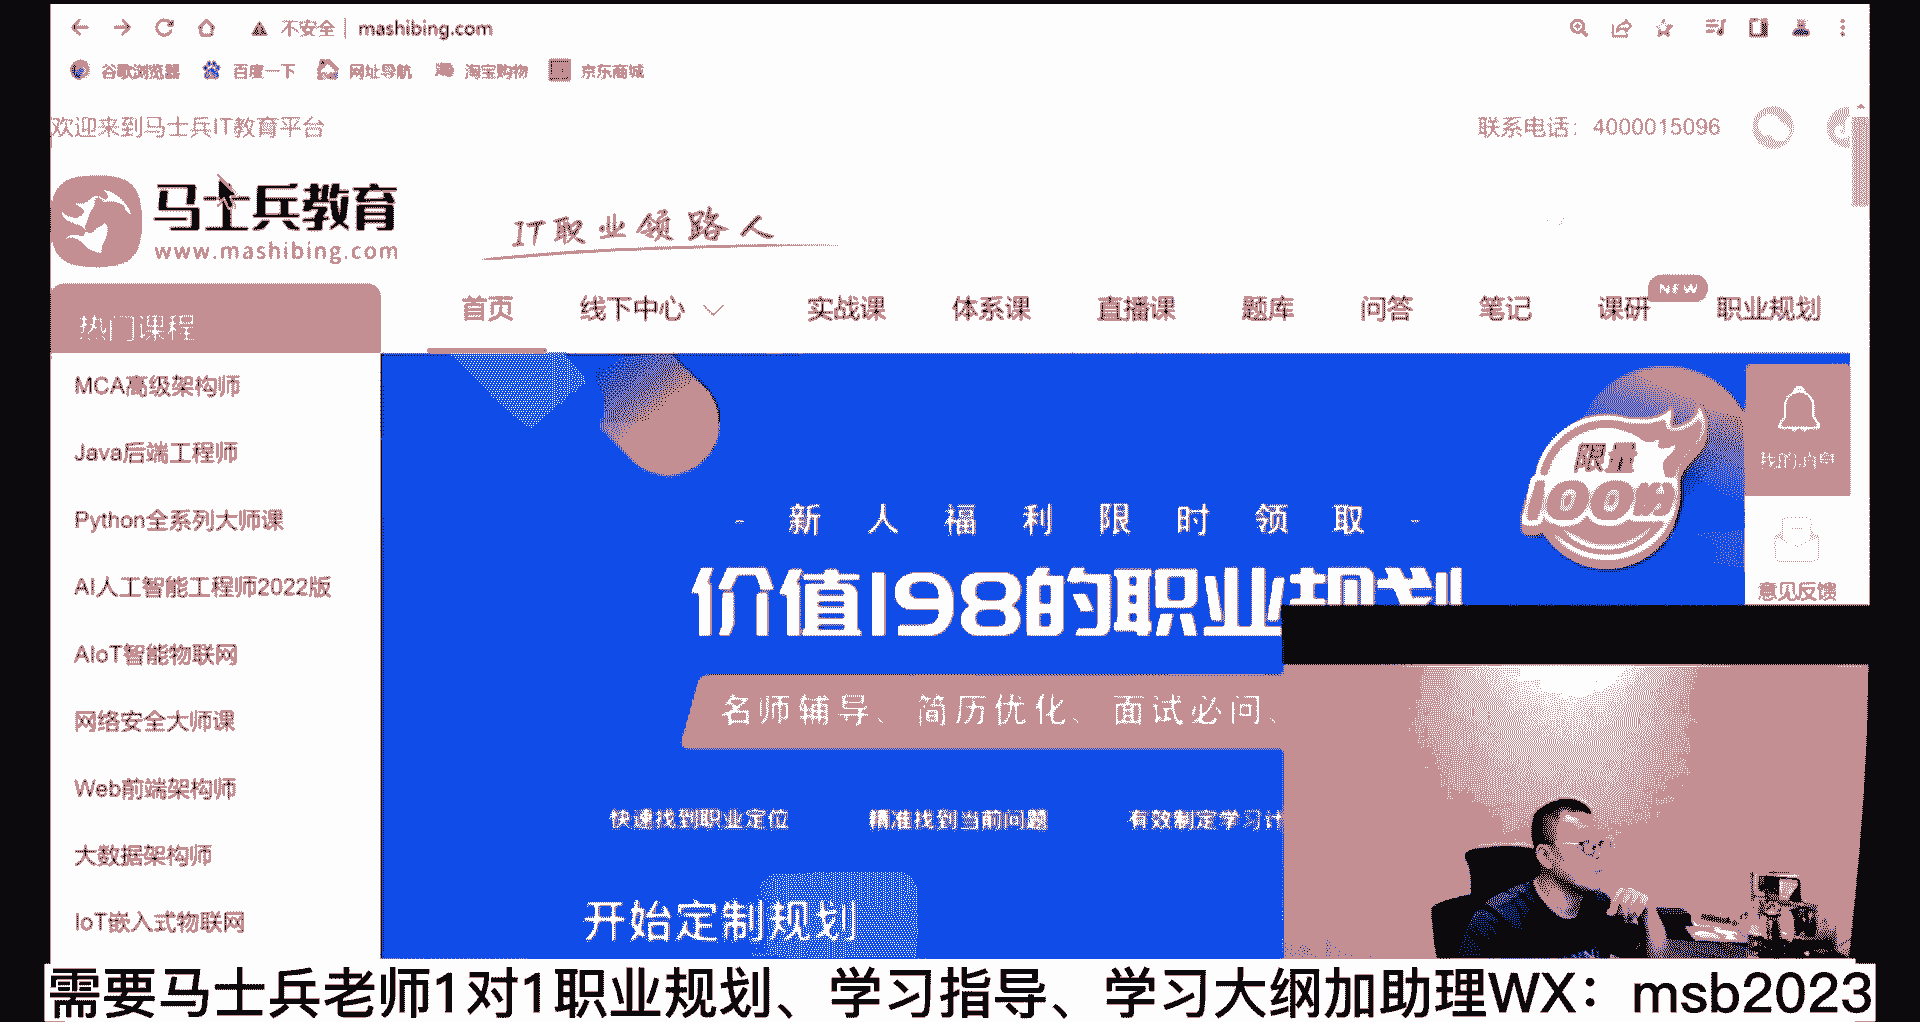 不安全 mashibing.com
谷歌浏览器 百度一下 网址导航 淘宝购物 京东商城
欢迎来到马士兵IT教育平台
联系电话：4000015096
马士兵教育
www.mashibing.com
IT职业领路人
热门课程
首页 线下中心 实战课 体系课 直播课 题库 问答 笔记 课研 NEW 职业规划
MCA高级架构师
Java后端工程师
Python全系列大师课
AI人工智能工程师2022版
AIoT智能物联网
网络安全大师课
Web前端架构师
大数据架构师
IoT嵌入式物联网
- 新人福利限时领取 -
价值198的职业规划
限量
100份
名师辅导、简历优化、面试必问、
快速找到职业定位 精准找到当前问题 有效制定学习计
开始定制规划
我的消息
意见反馈
需要马士兵老师1对1职业规划、学习指导、学习大纲加助理WX：msb2023